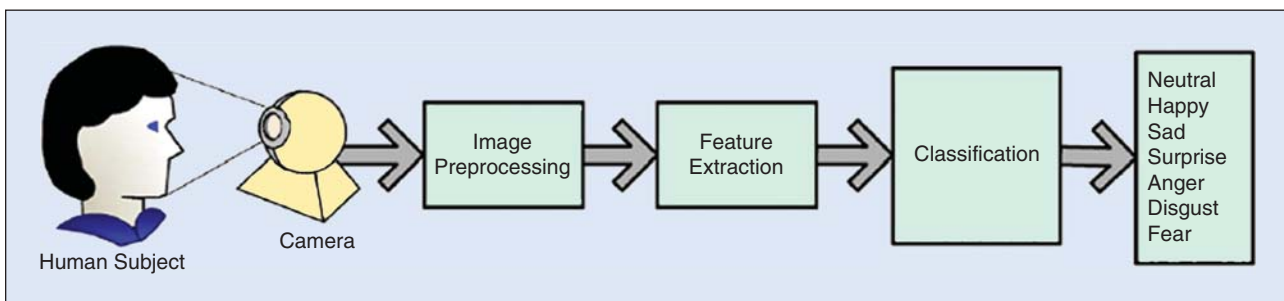 Human Subject
Camera
Image
Preprocessing
Feature
Extraction
Classification
Neutral
Happy
Sad
Surprise
Anger
Disgust
Fear